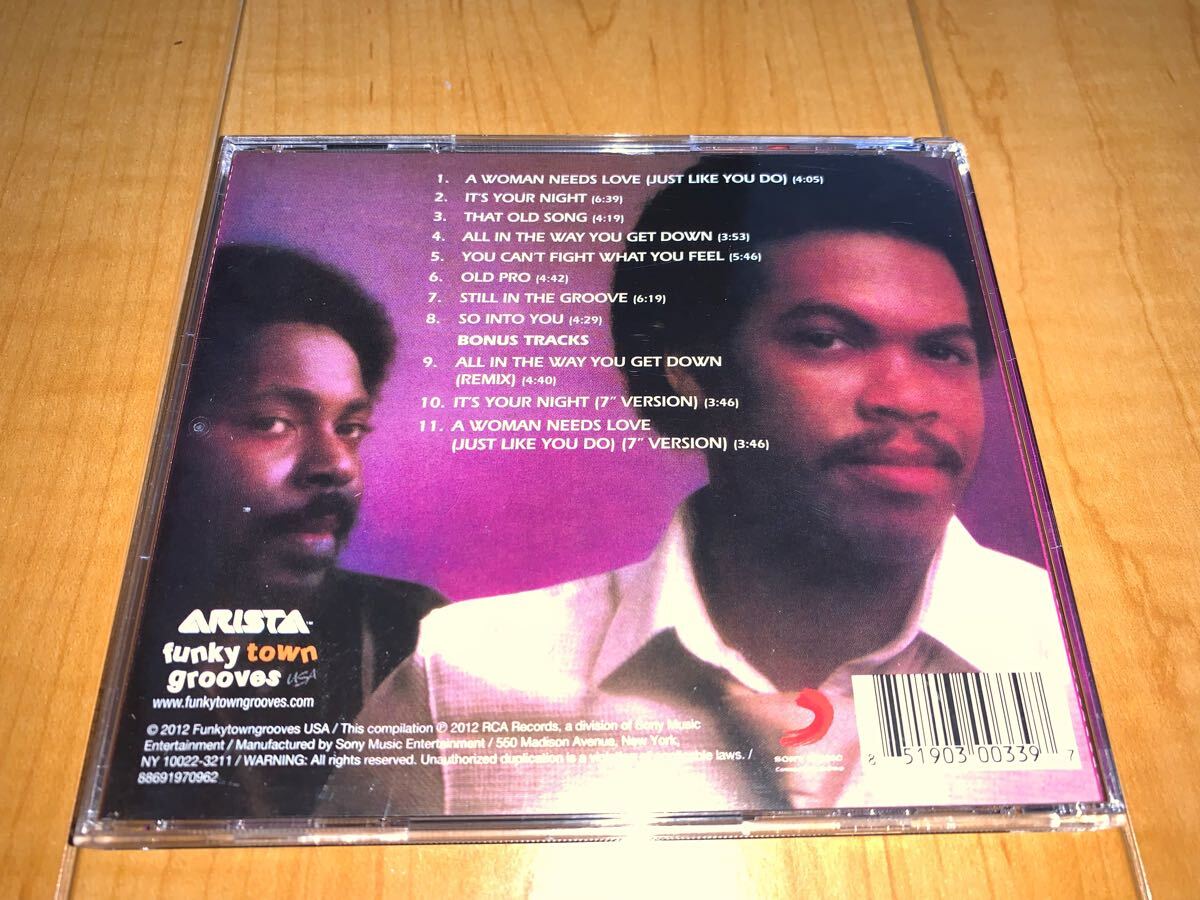 1. A WOMAN NEEDS LOVE (JUST LIKE YOU DO) (4:05)
2. IT'S YOUR NIGHT (6:39)
3. THAT OLD SONG (4:19)
4. ALL IN THE WAY YOU GET DOWN (3:53)
5. YOU CAN'T FIGHT WHAT YOU FEEL (5:46)
6. OLD PRO (4:42)
7. STILL IN THE GROOVE (6:19)
8. SO INTO YOU (4:29)
BONUS TRACKS
9. ALL IN THE WAY YOU GET DOWN
(REMIX) (4:40)
10. IT'S YOUR NIGHT (7" VERSION) (3:46)
11. A WOMAN NEEDS LOVE
(JUST LIKE YOU DO) (7" VERSION) (3:46)
ARISTA™
funky town
grooves USA
www.funkytowngrooves.com
© 2012 Funkytowngrooves USA / This compilation ℗ 2012 RCA Records, a division of Sony Music
Entertainment / Manufactured by Sony Music Entertainment / 550 Madison Avenue, New York,
NY 10022-3211 / WARNING: All rights reserved. Unauthorized duplication is a laws. /
88691970962
SONY
8 51903 00339 7